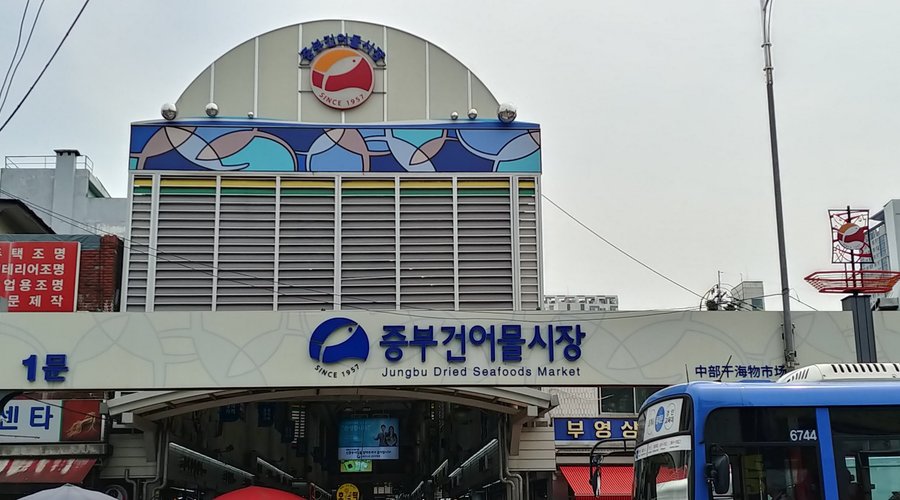 중부건어물시장
SINCE 1957
주택조명
테리어조명
업용조명
문제작
1문
SINCE 1957
중부건어물시장
Jungbu Dried Seafoods Market
中部干海物市场
센타
부영상
6744